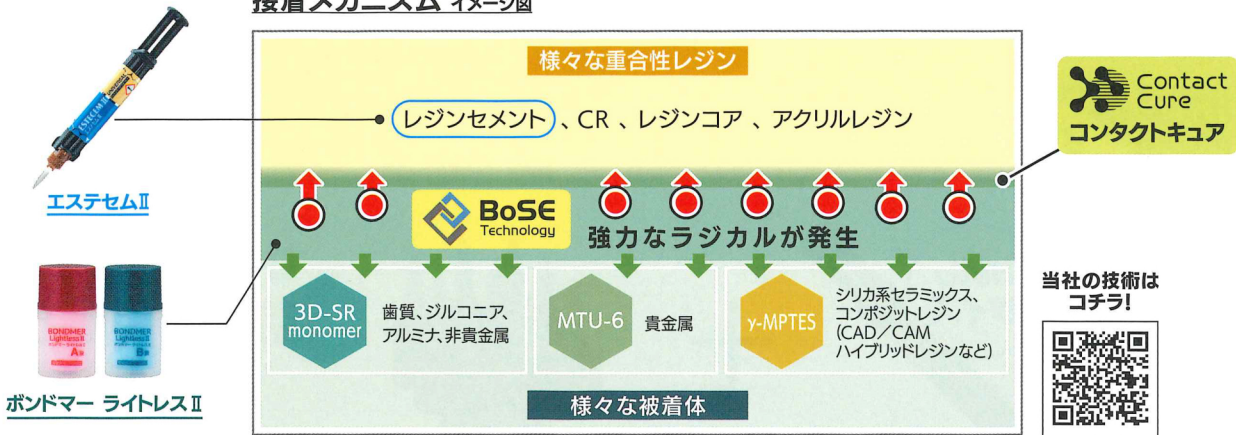 接着メカニズム イメージ図
様々な重合性レジン
レジンセメント、CR、レジンコア、アクリルレジン
Contact
Cure
コンタクトキュア
ESTECEM II
エステセムⅡ
BoSE
Technology
強力なラジカルが発生
3D-SR
monomer
歯質、ジルコニア、
アルミナ、非貴金属
MTU-6
貴金属
γ-MPTES
シリカ系セラミックス、
コンポジットレジン
(CAD/CAM
ハイブリッドレジンなど)
様々な被着体
BONDMER
Lightless Ⅱ
A
BONDMER
Lightless Ⅱ
B
ボンドマー ライトレスⅡ
当社の技術は
コチラ!